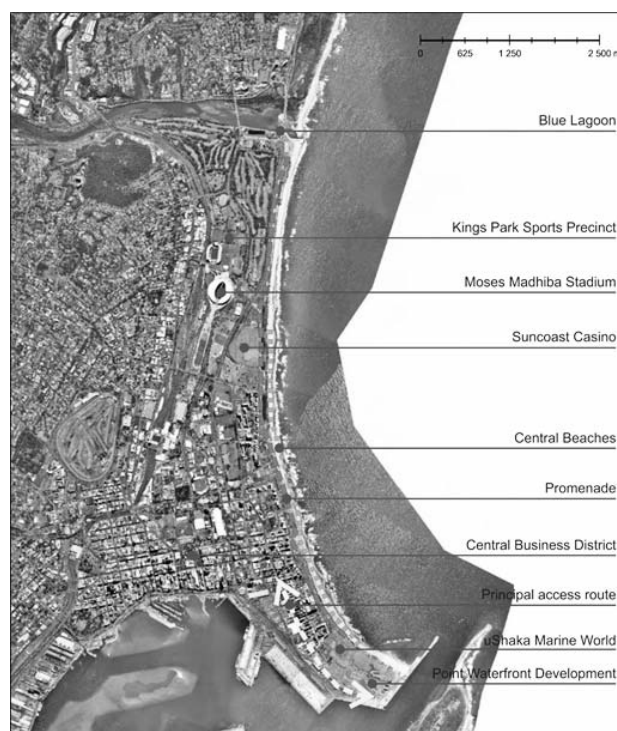 0 625 1 250 2 500 m
Blue Lagoon
Kings Park Sports Precinct
Moses Madhiba Stadium
Suncoast Casino
Central Beaches
Promenade
Central Business District
Principal access route
uShaka Marine World
Point Waterfront Development